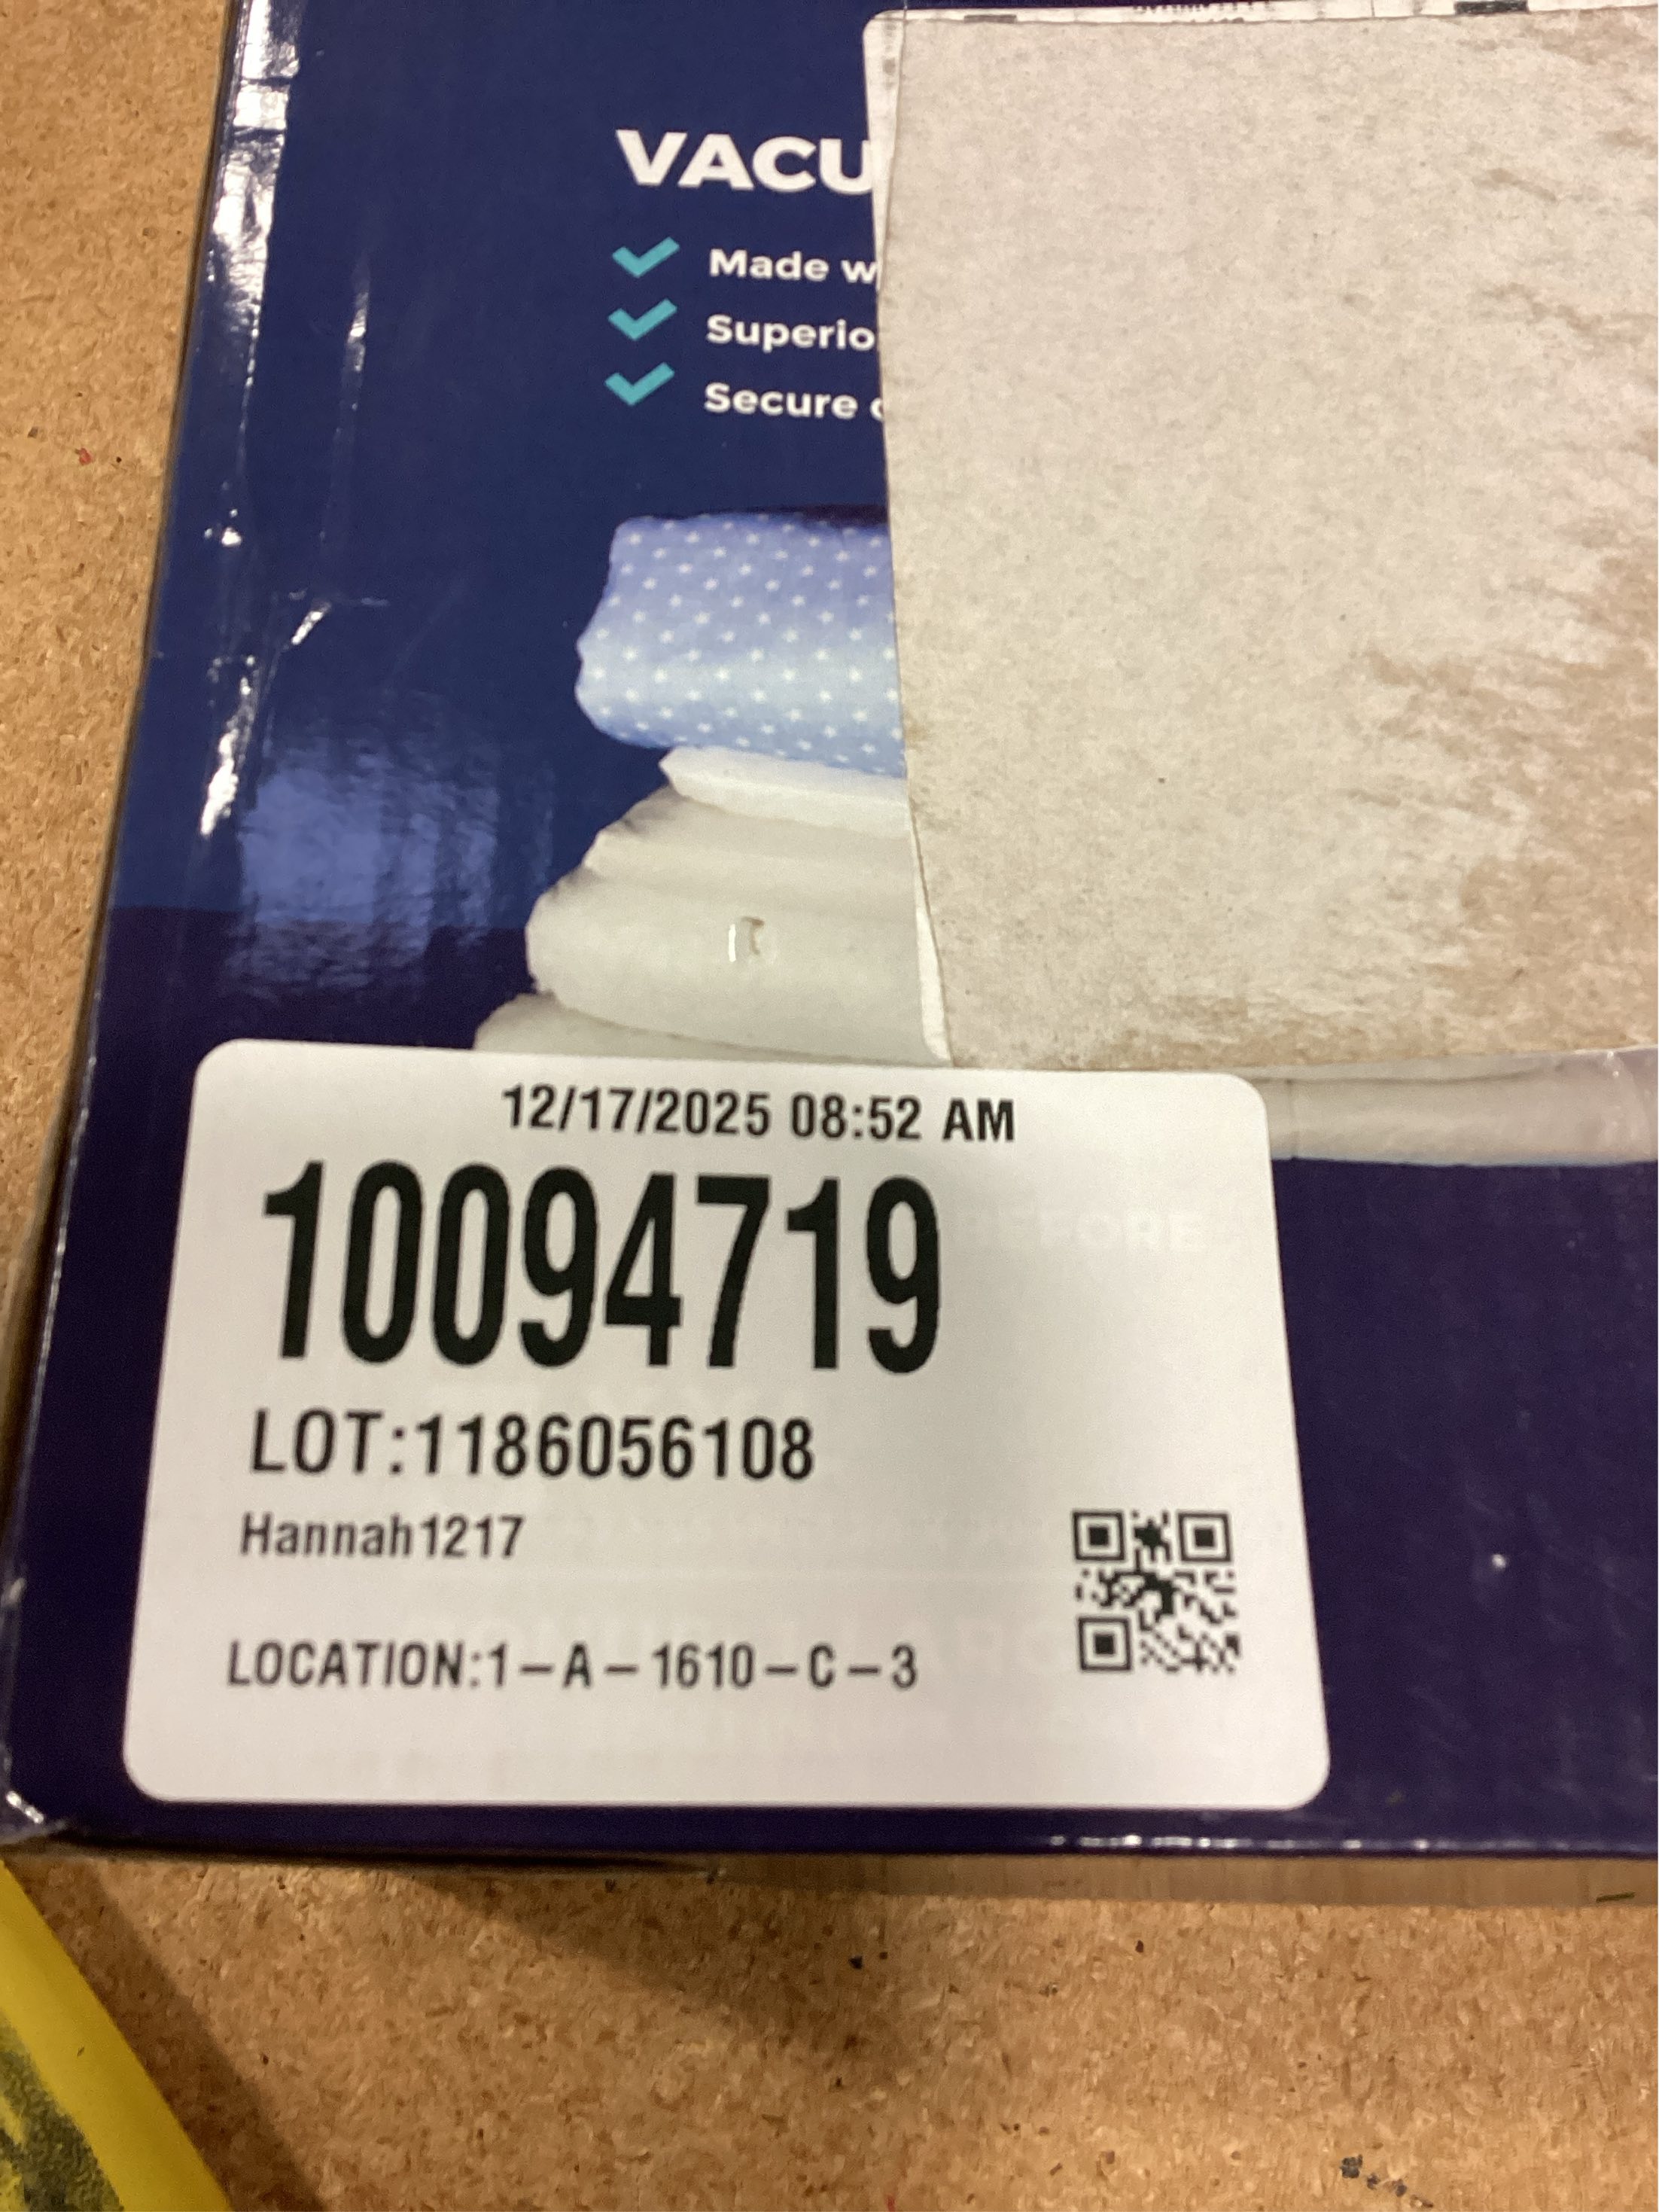 VACU
Made w
Superio
Secure
12/17/2025 08:52 AM
10094719
LOT:1186056108
Hannah1217
LOCATION:1-A-1610-C-3